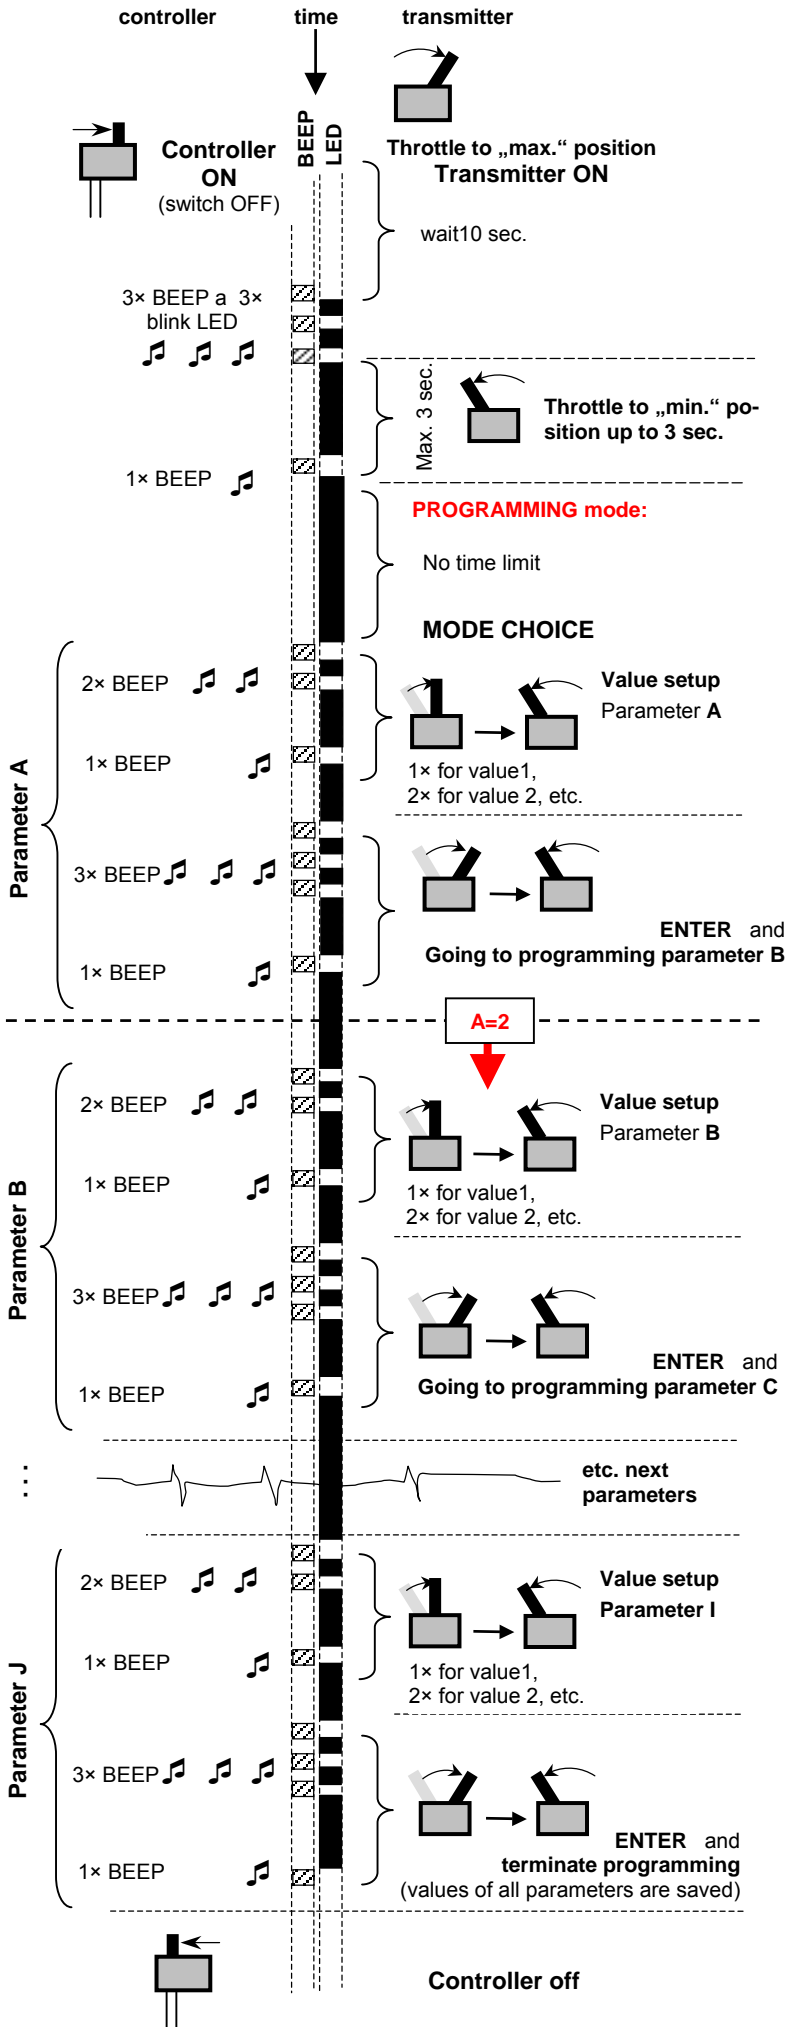 controller time transmitter
BEEP
LED
Controller
ON
(switch OFF)
Throttle to „max.“ position
Transmitter ON
wait10 sec.
3× BEEP a 3×
blink LED
Max. 3 sec.
Throttle to „min.“ po-
sition up to 3 sec.
1× BEEP
PROGRAMMING mode:
No time limit
MODE CHOICE
Parameter A
2× BEEP
Value setup
Parameter A
1× BEEP
1× for value1,
2× for value 2, etc.
3× BEEP
ENTER and
Going to programming parameter B
1× BEEP
A=2
Parameter B
2× BEEP
Value setup
Parameter B
1× BEEP
1× for value1,
2× for value 2, etc.
3× BEEP
ENTER and
Going to programming parameter C
1× BEEP
...
etc. next
parameters
Parameter J
2× BEEP
Value setup
Parameter I
1× BEEP
1× for value1,
2× for value 2, etc.
3× BEEP
ENTER and
terminate programming
(values of all parameters are saved)
1× BEEP
Controller off